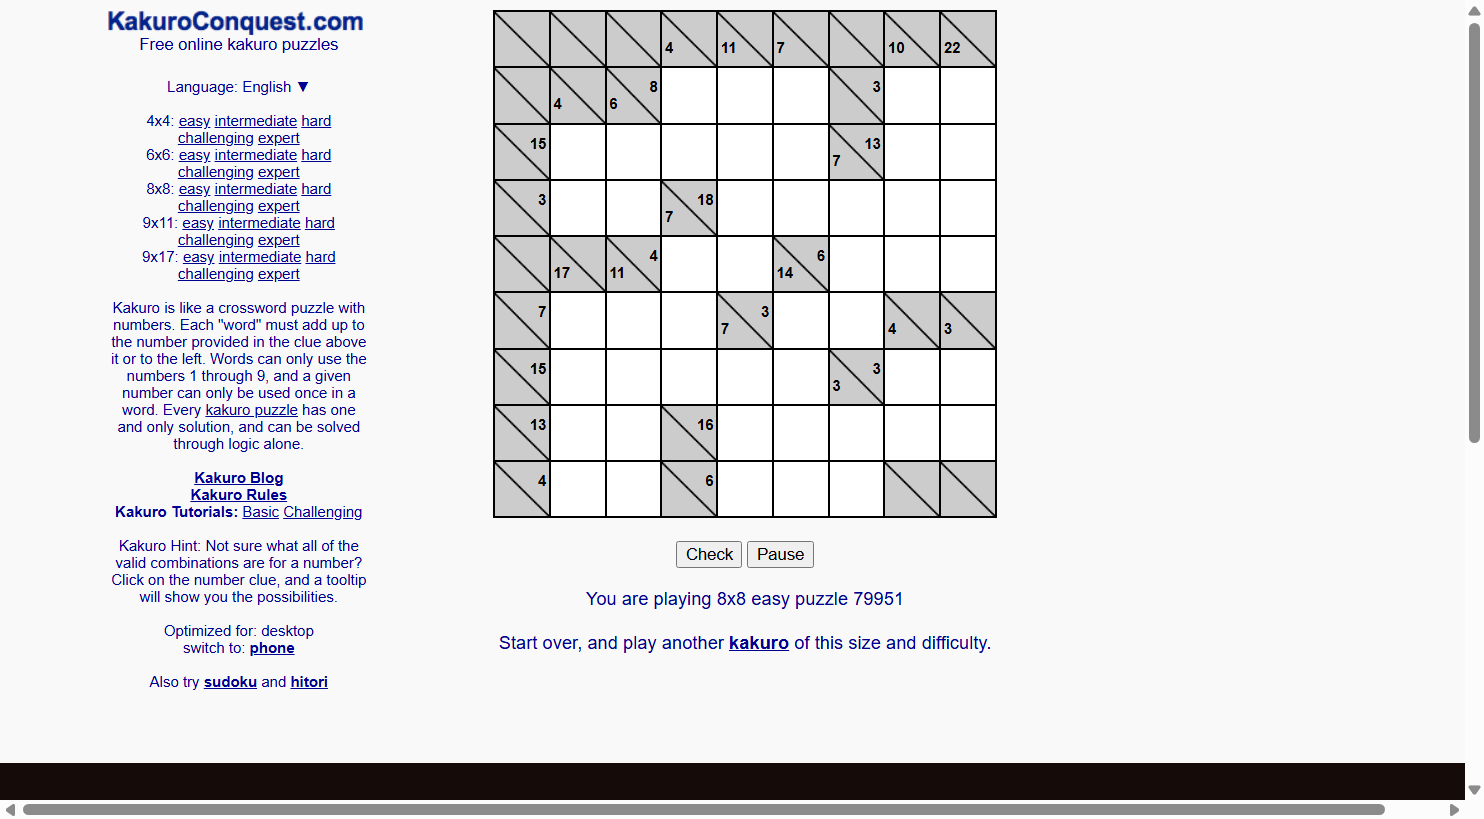 KakuroConquest.com
Free online kakuro puzzles
Language: English ▼
4x4: easy intermediate hard
challenging expert
6x6: easy intermediate hard
challenging expert
8x8: easy intermediate hard
challenging expert
9x11: easy intermediate hard
challenging expert
9x17: easy intermediate hard
challenging expert
Kakuro is like a crossword puzzle with
numbers. Each "word" must add up to
the number provided in the clue above
it or to the left. Words can only use the
numbers 1 through 9, and a given
number can only be used once in a
word. Every kakuro puzzle has one
and only solution, and can be solved
through logic alone.
Kakuro Blog
Kakuro Rules
Kakuro Tutorials: Basic Challenging
Kakuro Hint: Not sure what all of the
valid combinations are for a number?
Click on the number clue, and a tooltip
will show you the possibilities.
Optimized for: desktop
switch to: phone
Also try sudoku and hitori
4 11 7 10 22
4 6 8 3
15 7 13
3 7 18
17 11 4 14 6
7 7 3 4 3
15 3 3
13 16
4 6
Check Pause
You are playing 8x8 easy puzzle 79951
Start over, and play another kakuro of this size and difficulty.